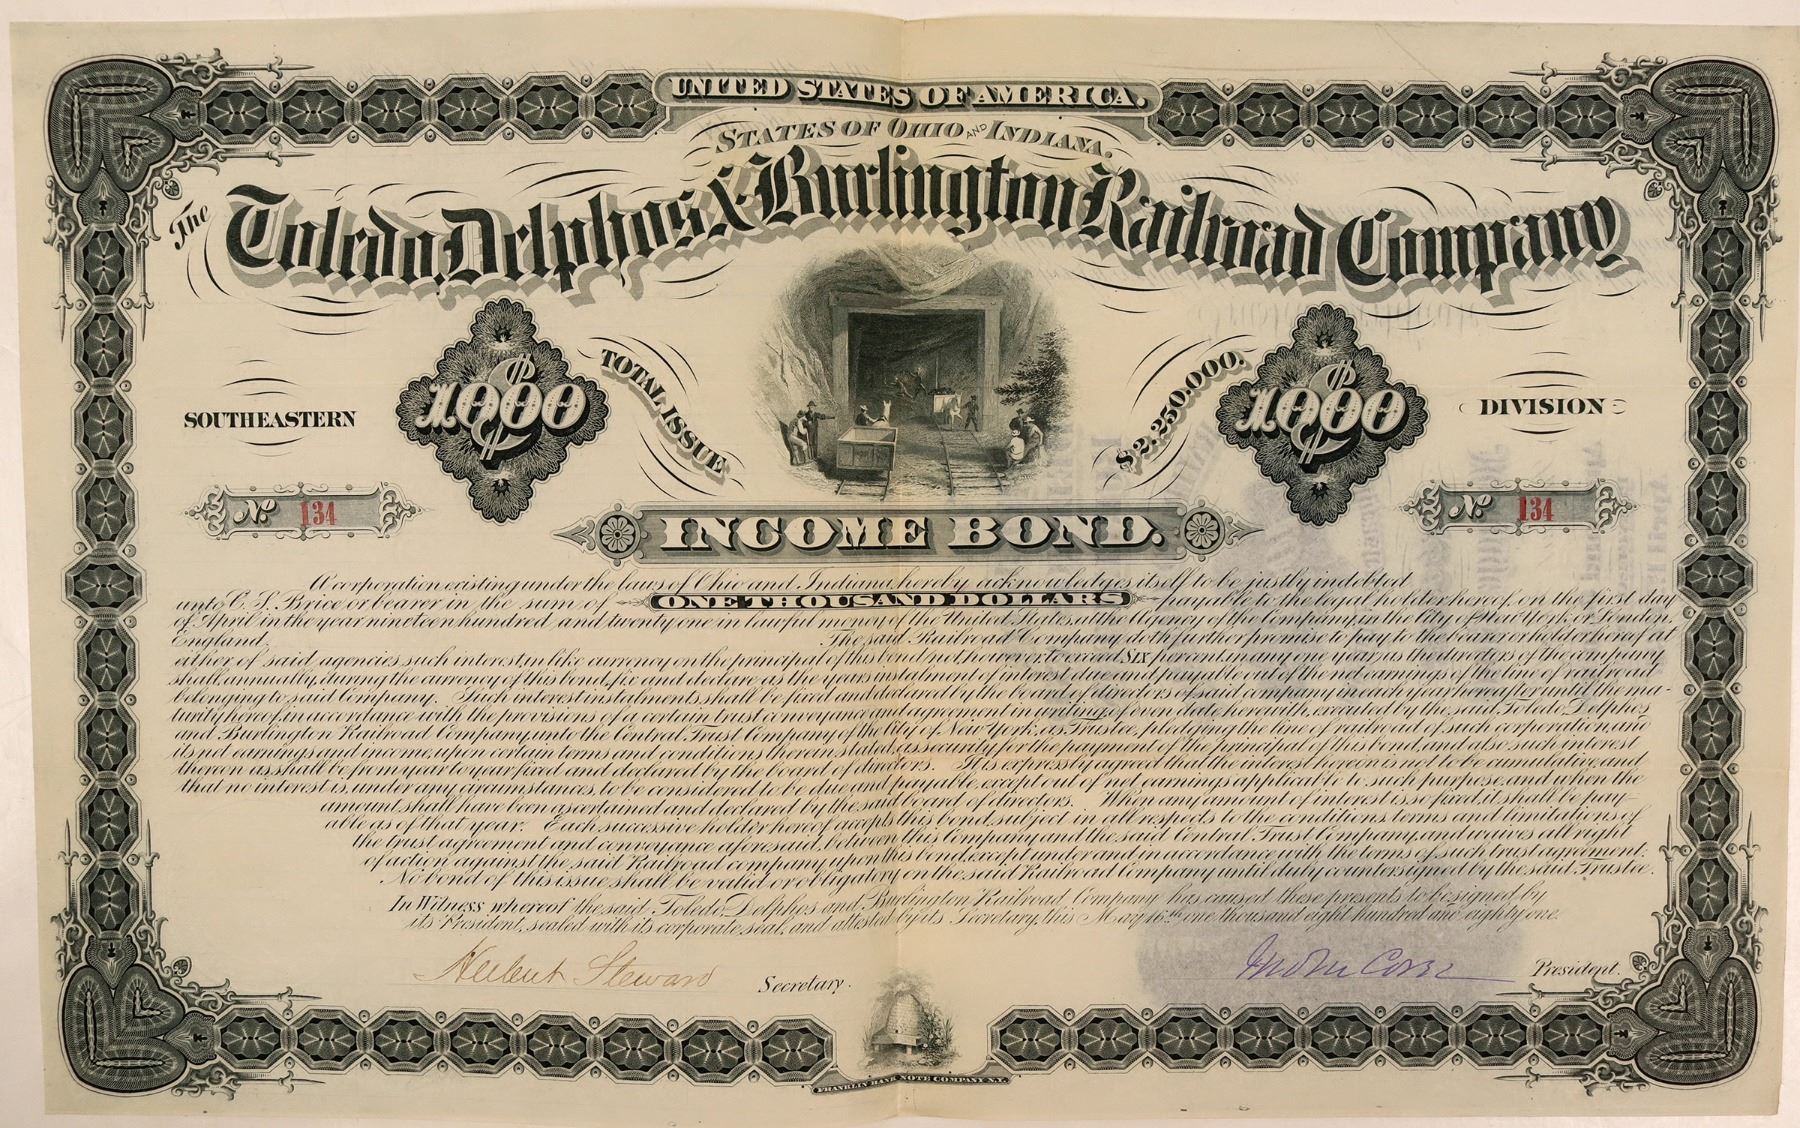 UNITED STATES OF AMERICA.
STATES OF OHIO AND INDIANA.
The Toledo, Delphos & Burlington Railroad Company
$1000
TOTAL ISSUE
$2,250,000.
$1000
SOUTHEASTERN
DIVISION
No. 134
No. 134
INCOME BOND.
A corporation existing under the laws of Ohio and Indiana, hereby acknowledges itself to be justly indebted
unto C. S. Brice or bearer in the sum of ONE THOUSAND DOLLARS payable to the legal holder hereof, on the first day
of April in the year nineteen hundred and twenty one in lawful money of the United States, at the Agency of the Company, in the City of New York, or London,
England. The said Railroad Company doth further promise to pay to the bearer or holder hereof at
either of said agencies such interest, in like currency on the principal of this bond not, however, to exceed SIX per cent, in any one year, as the directors of the company
shall, annually, during the currency of this bond, fix and declare as the years instalment of interest due and payable out of the net earnings of the line of railroad
belonging to said Company. Such interest instalments shall be fixed and declared by the board of directors of said company in each year hereafter until the ma-
turity hereof, in accordance with the provisions of a certain trust conveyance and agreement in writing of even date herewith, executed by the said, Toledo, Delphos
and Burlington Railroad Company, unto the Central Trust Company of the City of New York, as Trustee, pledging the line of railroad of such corporation, and
its net earnings and income, upon certain terms and conditions therein stated, as security for the payment of the principal of this bond, and also such interest
thereon as shall be from year to year fixed and declared by the board of directors. It is expressly agreed that the interest hereon is not to be cumulative, and
that no interest is, under any circumstances, to be considered to be due and payable, except out of net earnings applicable to such purpose, and when the
amount shall have been ascertained and declared by the said board of directors. When any amount of interest is so fixed, it shall be pay-
able as of that year. Each successive holder hereof accepts this bond, subject in all respects to the conditions, terms and limitations of
the trust agreement and conveyance aforesaid, between this Company and the said Central Trust Company, and waives all right
of action against the said Railroad company upon this bond, except under and in accordance with the terms of such trust agreement.
No bond of this issue shall be valid or obligatory on the said Railroad Company until duly countersigned by the said Trustee.
In Witness whereof the said Toledo, Delphos and Burlington Railroad Company has caused these presents to be signed by
its President, sealed with its corporate seal, and attested by its Secretary, this May 16th one thousand eight hundred and eighty one.
Herbert Steward Secretary.
President.
FRANKLIN BANK NOTE COMPANY N.Y.